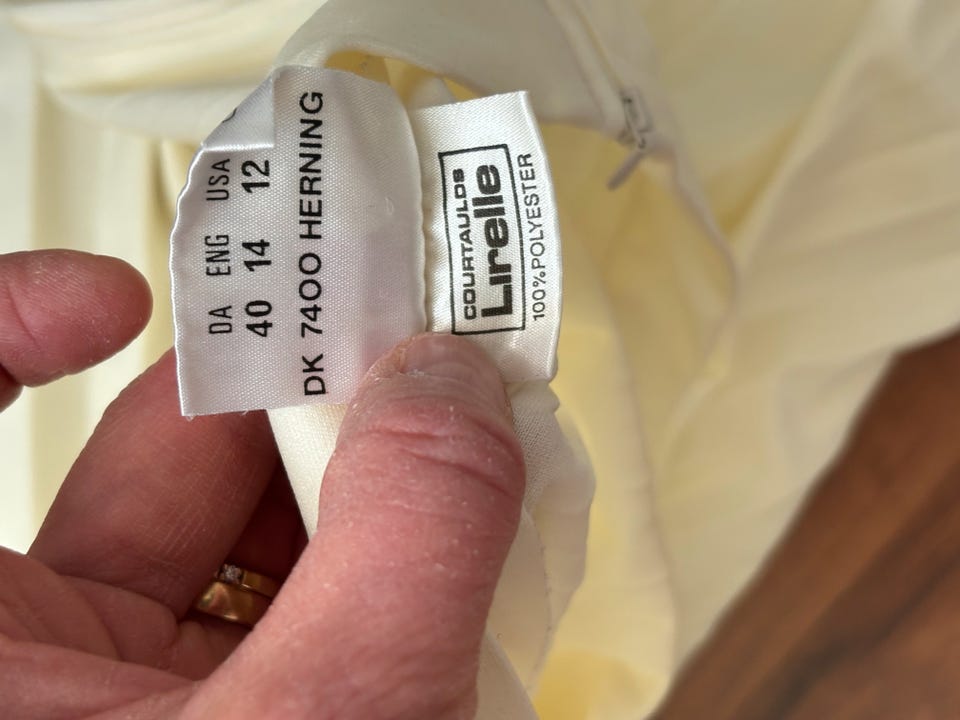 DA ENG USA
40 14 12
DK 7400 HERNING
COURTAULDS
Lirelle
100% POLYESTER